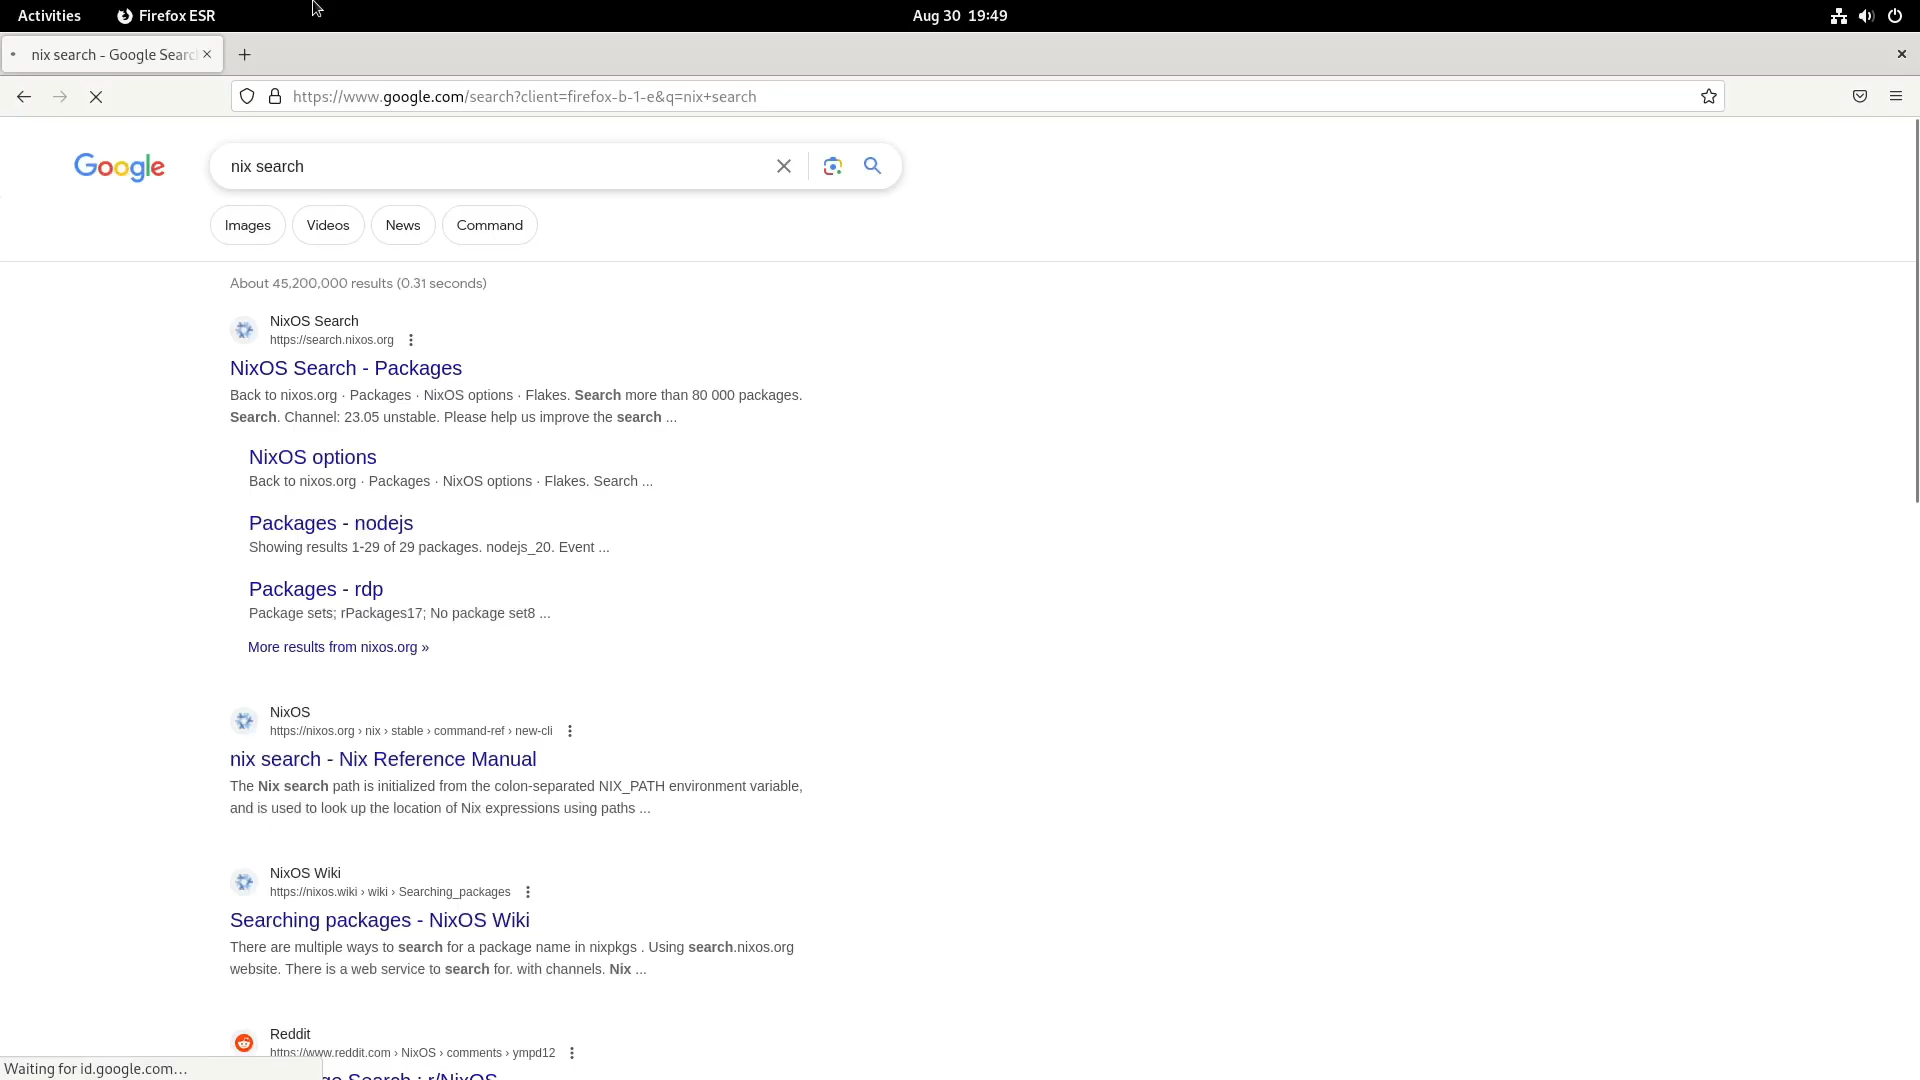 Activities
Firefox ESR
Aug 30 19:49
nix search - Google Searc
https://www.google.com/search?client=firefox-b-1-e&q=nix+search
Google
nix search
Images
Videos
News
Command
About 45,200,000 results (0.31 seconds)
NixOS Search
https://search.nixos.org
NixOS Search - Packages
Back to nixos.org · Packages · NixOS options · Flakes. Search more than 80 000 packages.
Search. Channel: 23.05 unstable. Please help us improve the search ...
NixOS options
Back to nixos.org · Packages · NixOS options · Flakes. Search ...
Packages - nodejs
Showing results 1-29 of 29 packages. nodejs_20. Event ...
Packages - rdp
Package sets; rPackages17; No package set8 ...
More results from nixos.org »
NixOS
https://nixos.org › nix › stable › command-ref › new-cli
nix search - Nix Reference Manual
The Nix search path is initialized from the colon-separated NIX_PATH environment variable,
and is used to look up the location of Nix expressions using paths ...
NixOS Wiki
https://nixos.wiki › wiki › Searching_packages
Searching packages - NixOS Wiki
There are multiple ways to search for a package name in nixpkgs . Using search.nixos.org
website. There is a web service to search for. with channels. Nix ...
Reddit
https://www.reddit.com › NixOS › comments › ympd12
Search : r/NixOS
Waiting for id.google.com…